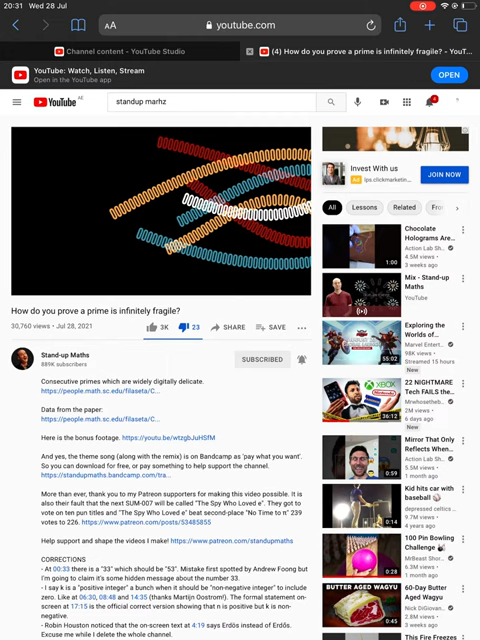 20:31 Wed 28 Jul
AA
youtube.com
Channel content - YouTube Studio
(4) How do you prove a prime is infinitely fragile? - YouT...
YouTube: Watch, Listen, Stream
Open in the YouTube app
OPEN
YouTube AE
standup marhz
4
Invest With us
Ad lps.clickmarketin...
JOIN NOW
All
Lessons
Related
Fro
Chocolate Holograms Are...
Action Lab Sh...
4.5M views •
3 weeks ago
1:00
Mix - Stand-up Maths
YouTube
Exploring the Worlds of...
Marvel Entert...
98K views •
Streamed 15 hours
New
55:02
22 NIGHTMARE Tech FAILS the...
Mrwhosetheb...
2M views •
6 days ago
New
XBOX
36:12
Mirror That Only Reflects When...
Action Lab Sh...
5.5M views •
1 month ago
0:59
Kid hits car with baseball
depressed celtics...
9.7M views •
4 years ago
0:14
100 Pin Bowling Challenge
MrBeast Shor...
6.3M views •
1 month ago
0:28
60-Day Butter Aged Wagyu
Nick DiGiovan...
2.8M views •
BUTTER AGED
0:45
This Free Feels
How do you prove a prime is infinitely fragile?
30,760 views • Jul 28, 2021
3K
23
SHARE
SAVE
Stand-up Maths
889K subscribers
SUBSCRIBED
Consecutive primes which are widely digitally delicate.
https://people.math.sc.edu/filaseta/C...
Data from the paper:
https://people.math.sc.edu/filaseta/C...
Here is the bonus footage. https://youtu.be/wtzgbJuHSfM
And yes, the theme song (along with the remix) is on Bandcamp as 'pay what you want'.
So you can download for free, or pay something to help support the channel.
https://standupmaths.bandcamp.com/tra...
More than ever, thank you to my Patreon supporters for making this video possible. It is
also their fault that the next SUM-007 will be called "The Spy Who Loved e". They got to
vote on ten pun titles and "The Spy Who Loved e" beat second-place "No Time to π" 239
votes to 226. https://www.patreon.com/posts/53485855
Help support and shape the videos I make! https://www.patreon.com/standupmaths
CORRECTIONS
- At 00:33 there is a "33" which should be "53". Mistake first spotted by Andrew Foong but
I'm going to claim it's some hidden message about the number 33.
- I say k is a "positive integer" a bunch when it should be "non-negative integer" to include
zero. Like at 06:30, 08:48 and 14:35 (thanks Martijn Oostrom!). The formal statement on-
screen at 17:15 is the official correct version showing that n is positive but k is non-
negative.
- Robin Houston noticed that the on-screen text at 4:19 says Erdős instead of Erdős.
Excuse me while I delete the whole channel.